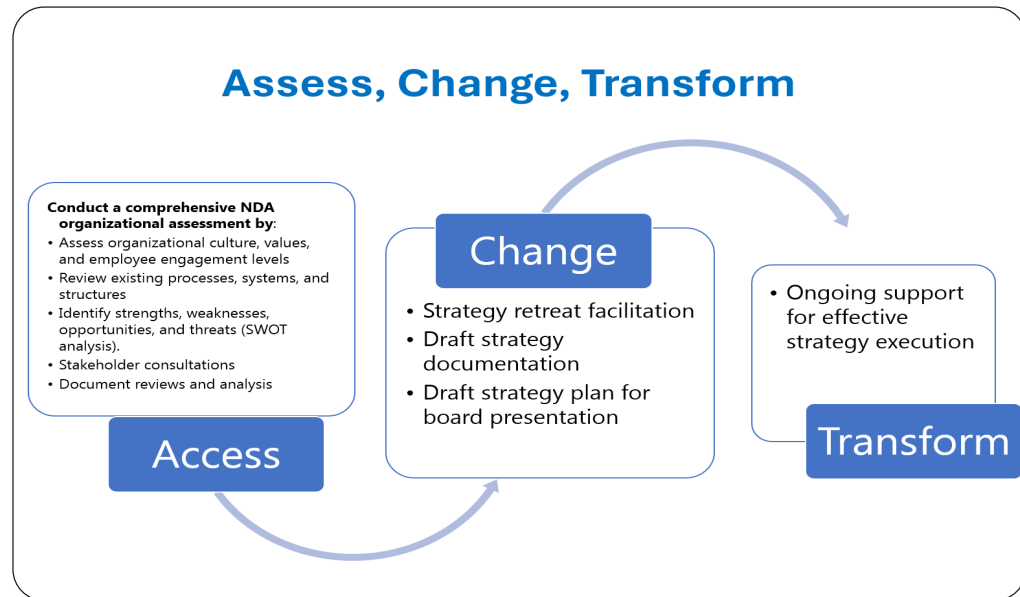 Assess, Change, Transform
Conduct a comprehensive NDA
organizational assessment by:
• Assess organizational culture, values,
and employee engagement levels
• Review existing processes, systems, and
structures
• Identify strengths, weaknesses,
opportunities, and threats (SWOT
analysis).
• Stakeholder consultations
• Document reviews and analysis
Access
Change
• Strategy retreat facilitation
• Draft strategy
documentation
• Draft strategy plan for
board presentation
• Ongoing support
for effective
strategy execution
Transform